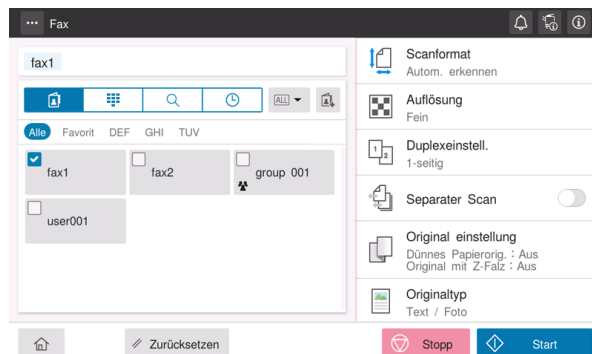 Fax
fax1
ALL
Alle Favorit DEF GHI TUV
fax1
fax2
group 001
user001
Scanformat
Autom. erkennen
Auflösung
Fein
1 2
Duplexeinstell.
1-seitig
Separater Scan
Original einstellung
Dünnes Papierorig. : Aus
Original mit Z-Falz : Aus
Originaltyp
Text / Foto
Zurücksetzen
Stopp
Start